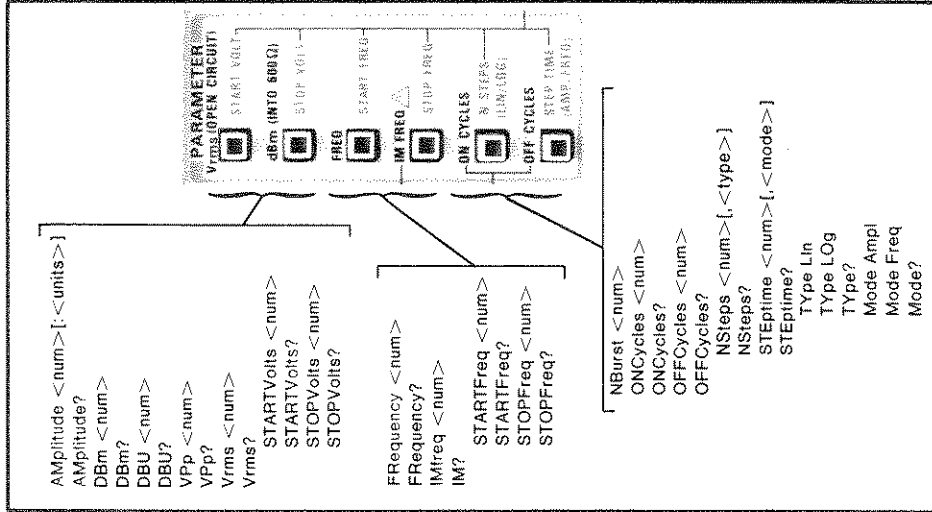 AMplitude <num>[:<units>]
AMplitude?
DBm <num>
DBm?
DBU <num>
DBU?
VPp <num>
VPp?
Vrms <num>
Vrms?
STARTVolts <num>
STARTVolts?
STOPVolts <num>
STOPVolts?
FRequency <num>
FRequency?
IMfreq <num>
IM?
STARTFreq <num>
STARTFreq?
STOPFreq <num>
STOPFreq?
NBurst <num>
ONCycles <num>
ONCycles?
OFFCycles <num>
OFFCycles?
NSteps <num>[,<type>]
NSteps?
STEptime <num>[,<mode>]
STEptime?
TYpe LIn
TYpe LOg
TYpe?
Mode Ampl
Mode Freq
Mode?
PARAMETER
Vrms (OPEN CIRCUIT)
START VOLT
dBm (INTO 600Ω)
STOP VOLT
FREQ
START FREQ
IM FREQ
STOP FREQ
ON CYCLES
N STEPS
(LIN/LOG)
OFF CYCLES
STEP TIME
(AMP/FREQ)